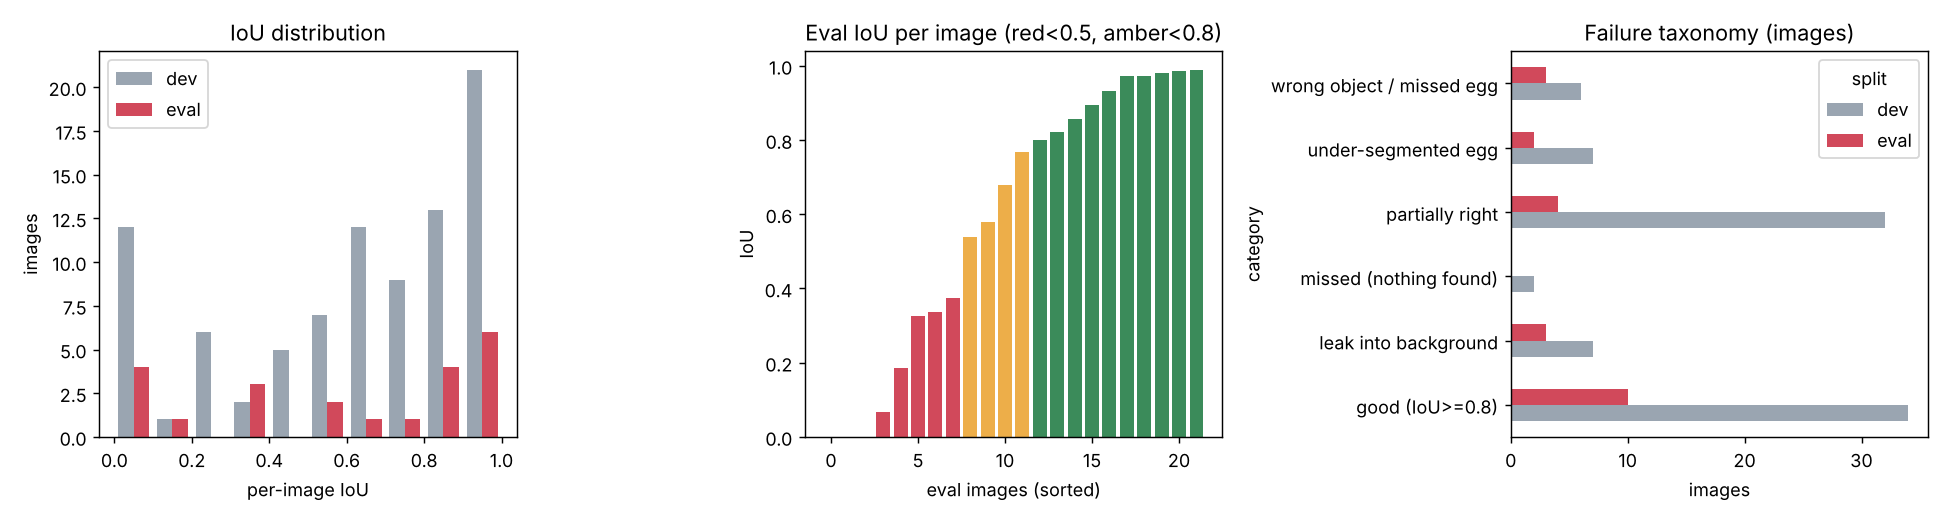 IoU distribution
dev
eval
20.0
17.5
15.0
12.5
10.0
7.5
5.0
2.5
0.0
images
0.0 0.2 0.4 0.6 0.8 1.0
per-image IoU
Eval IoU per image (red<0.5, amber<0.8)
1.0
0.8
0.6
0.4
0.2
0.0
IoU
0 5 10 15 20
eval images (sorted)
Failure taxonomy (images)
split
dev
eval
wrong object / missed egg
under-segmented egg
partially right
missed (nothing found)
leak into background
good (IoU>=0.8)
category
0 10 20 30
images